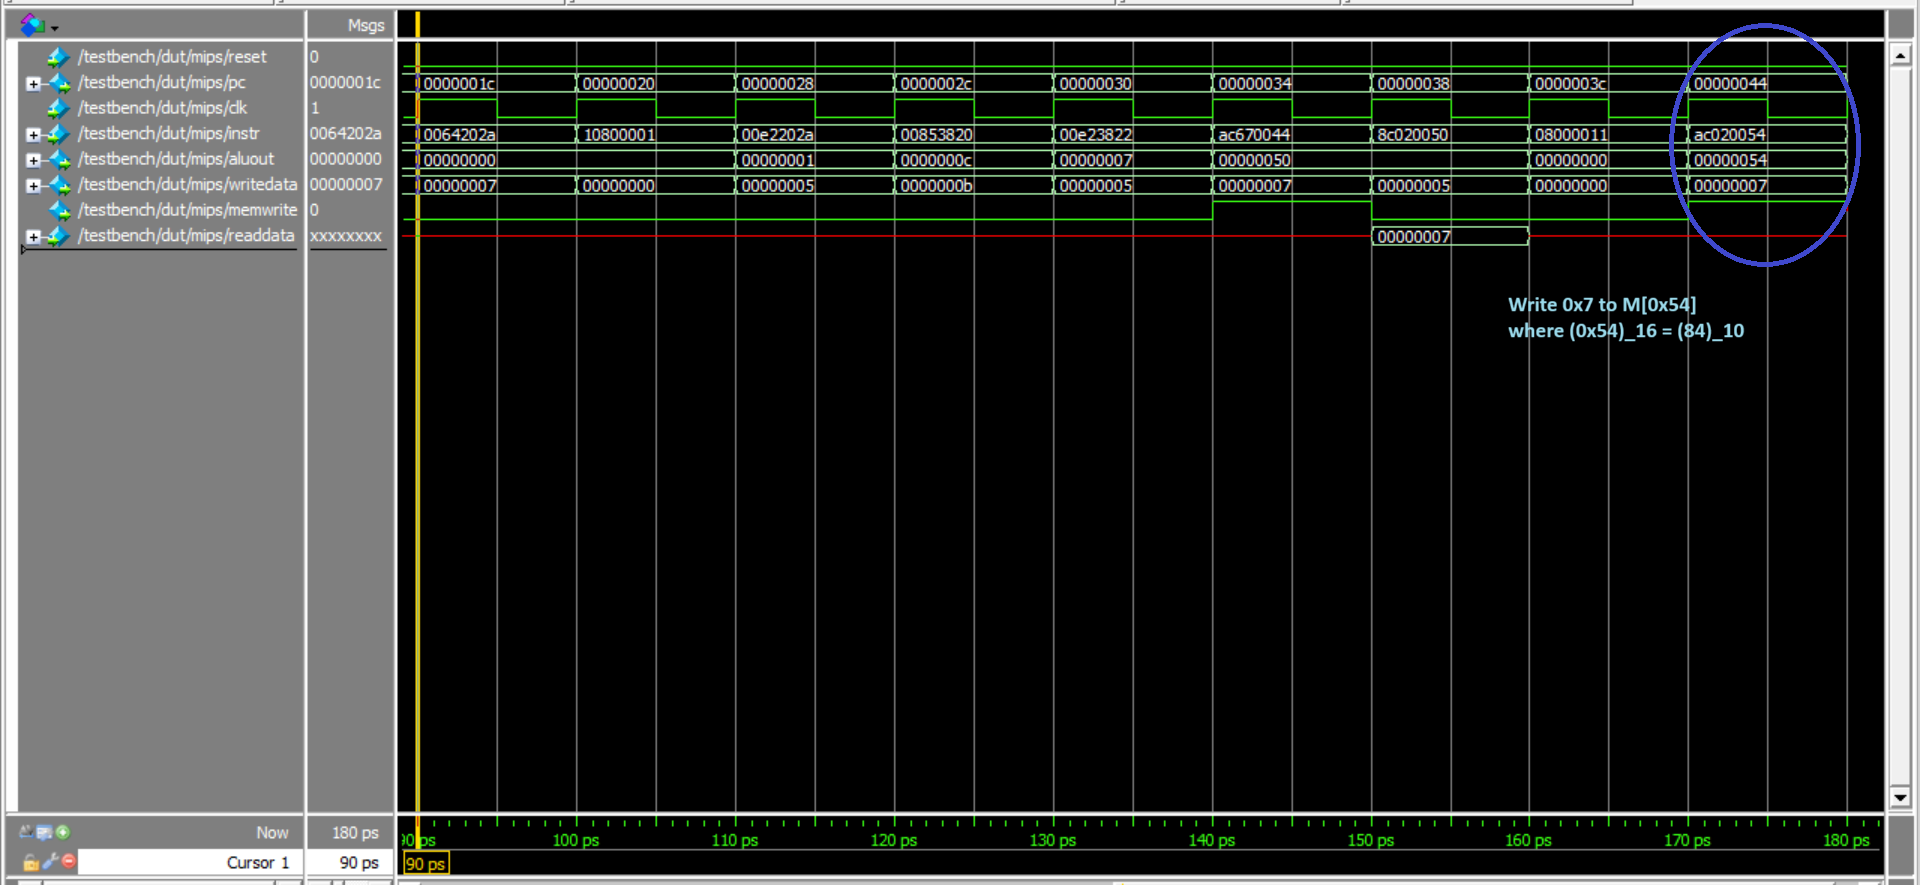 Msgs
/testbench/dut/mips/reset 0
/testbench/dut/mips/pc 0000001c 0000001c 00000020 00000028 0000002c 00000030 00000034 00000038 0000003c 00000044
/testbench/dut/mips/clk 1
/testbench/dut/mips/instr 0064202a 0064202a 10800001 00e2202a 00853820 00e23822 ac670044 8c020050 08000011 ac020054
/testbench/dut/mips/aluout 00000000 00000000 00000001 0000000c 00000007 00000050 00000000 00000054
/testbench/dut/mips/writedata 00000007 00000007 00000000 00000005 0000000b 00000005 00000007 00000005 00000000 00000007
/testbench/dut/mips/memwrite 0
/testbench/dut/mips/readdata xxxxxxxx 00000007
Write 0x7 to M[0x54]
where (0x54)_16 = (84)_10
Now 180 ps 100 ps 110 ps 120 ps 130 ps 140 ps 150 ps 160 ps 170 ps 180 ps
Cursor 1 90 ps 90 ps